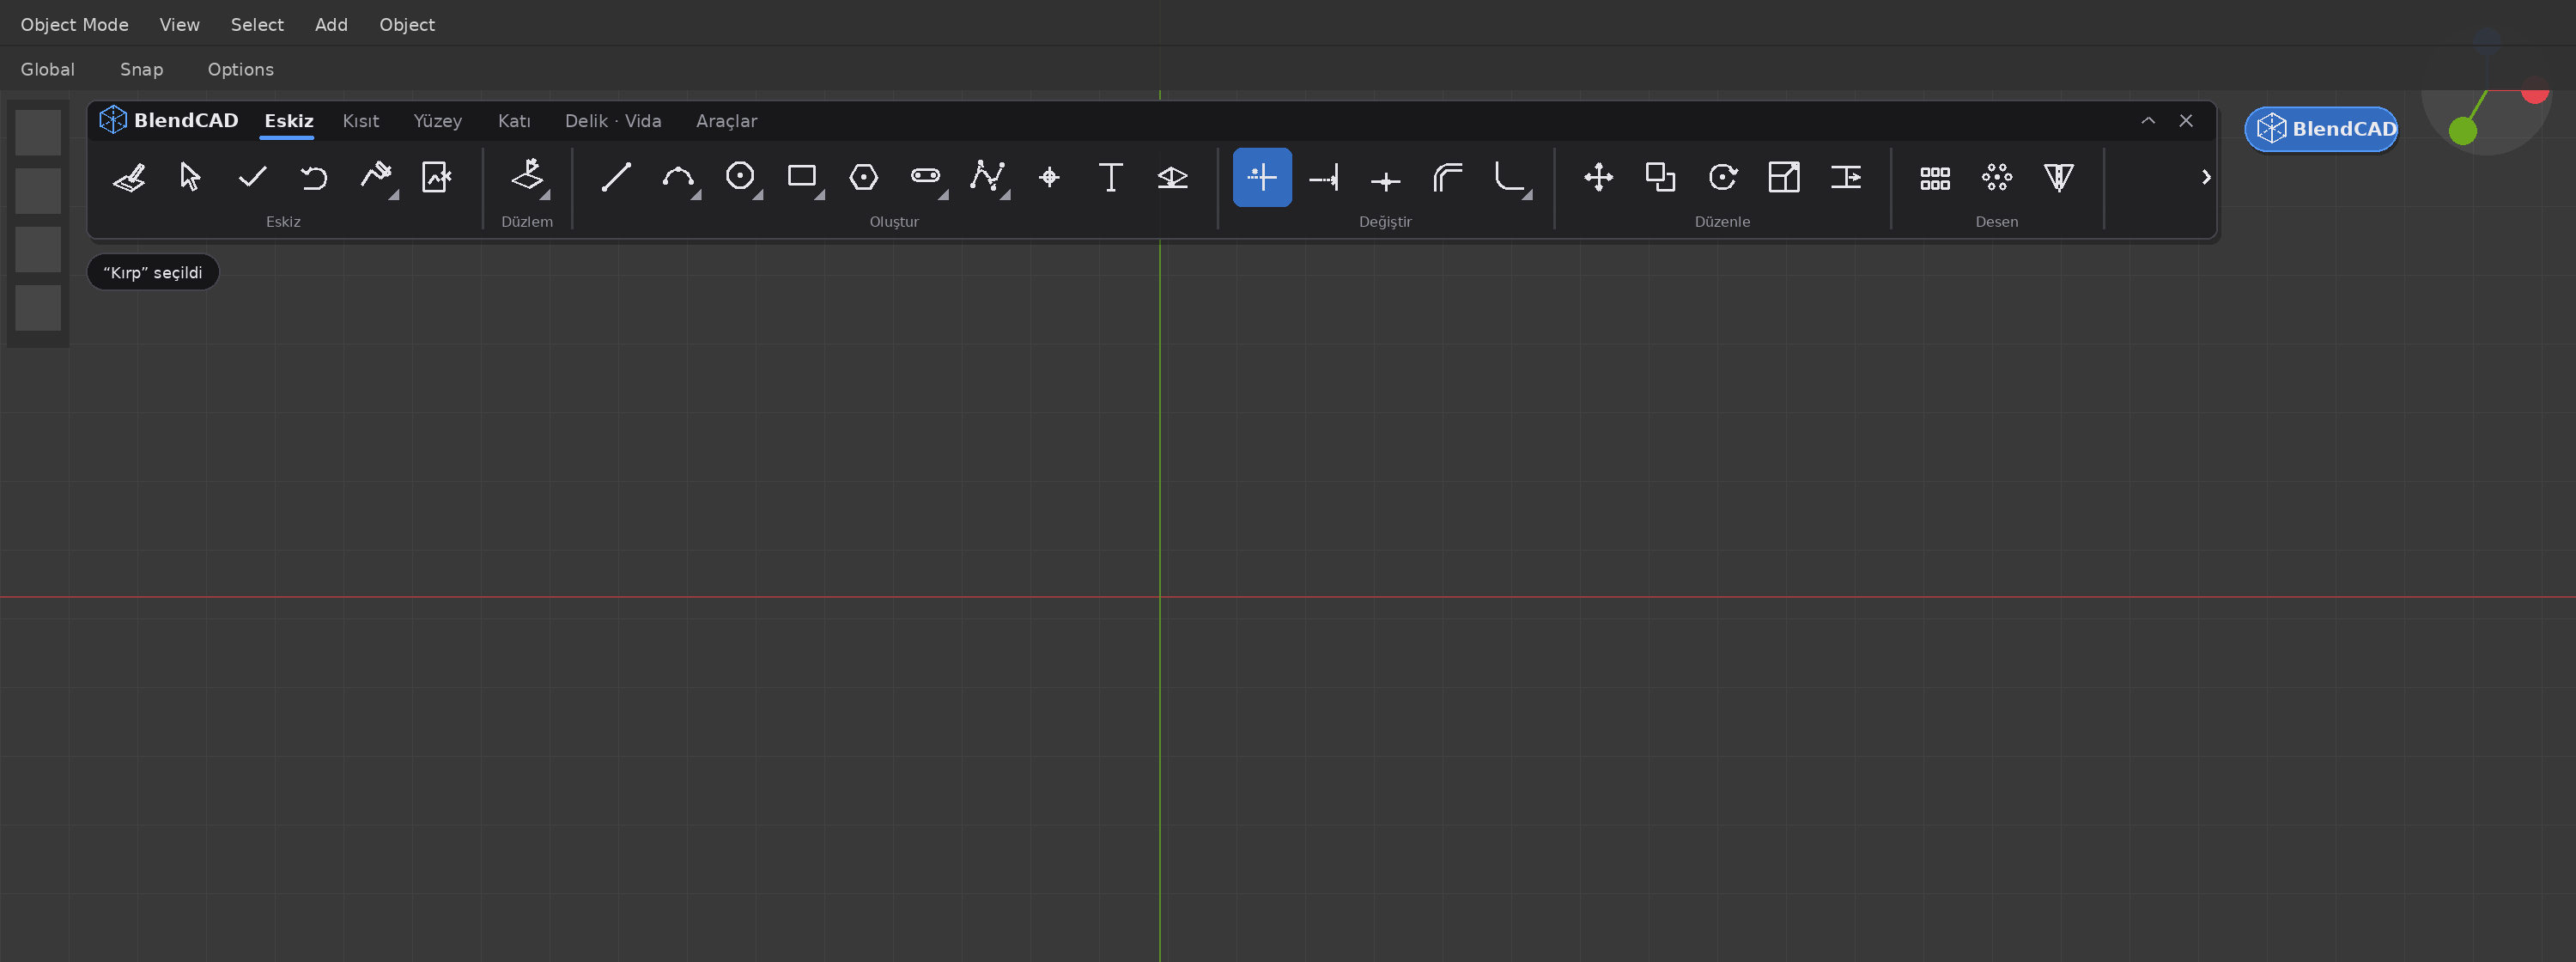 Object Mode View Select Add Object
Global Snap Options
BlendCAD Eskiz Kısıt Yüzey Katı Delik · Vida Araçlar
BlendCAD
Eskiz Düzlem Oluştur Değiştir Düzenle Desen
“Kırp” seçildi